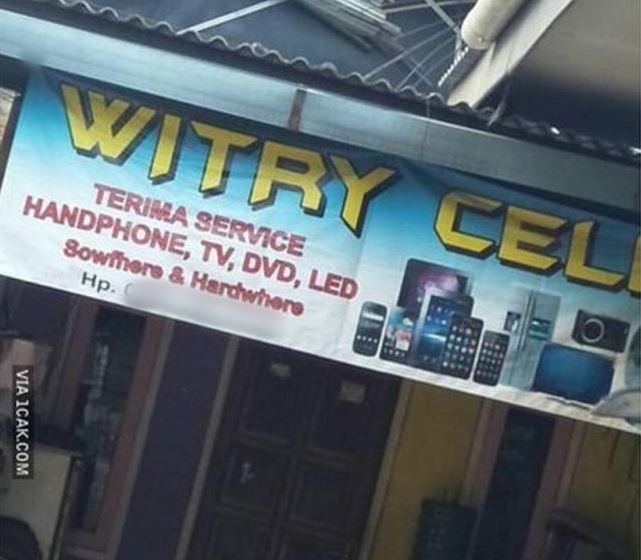 WITRY CELL
TERIMA SERVICE
HANDPHONE, TV, DVD, LED
Sowfhere & Hardwhere
Hp.
VIA 1CAK.COM